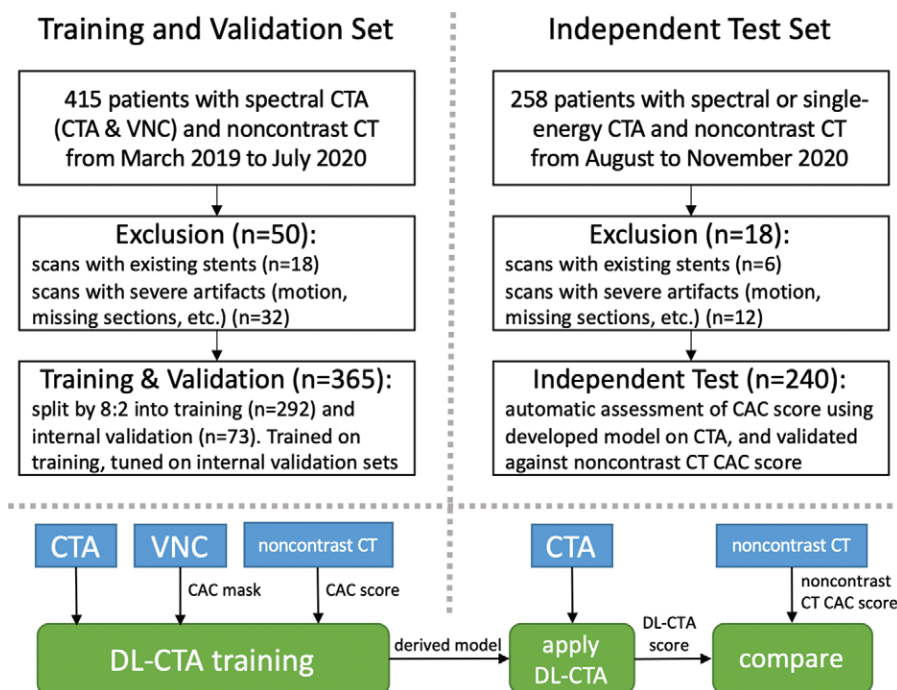 Training and Validation Set
415 patients with spectral CTA
(CTA & VNC) and noncontrast CT
from March 2019 to July 2020
Exclusion (n=50):
scans with existing stents (n=18)
scans with severe artifacts (motion,
missing sections, etc.) (n=32)
Training & Validation (n=365):
split by 8:2 into training (n=292) and
internal validation (n=73). Trained on
training, tuned on internal validation sets
Independent Test Set
258 patients with spectral or single-
energy CTA and noncontrast CT
from August to November 2020
Exclusion (n=18):
scans with existing stents (n=6)
scans with severe artifacts (motion,
missing sections, etc.) (n=12)
Independent Test (n=240):
automatic assessment of CAC score using
developed model on CTA, and validated
against noncontrast CT CAC score
CTA
VNC
noncontrast CT
CAC mask
CAC score
DL-CTA training
derived model
CTA
apply
DL-CTA
DL-CTA
score
noncontrast CT
noncontrast
CT CAC score
compare